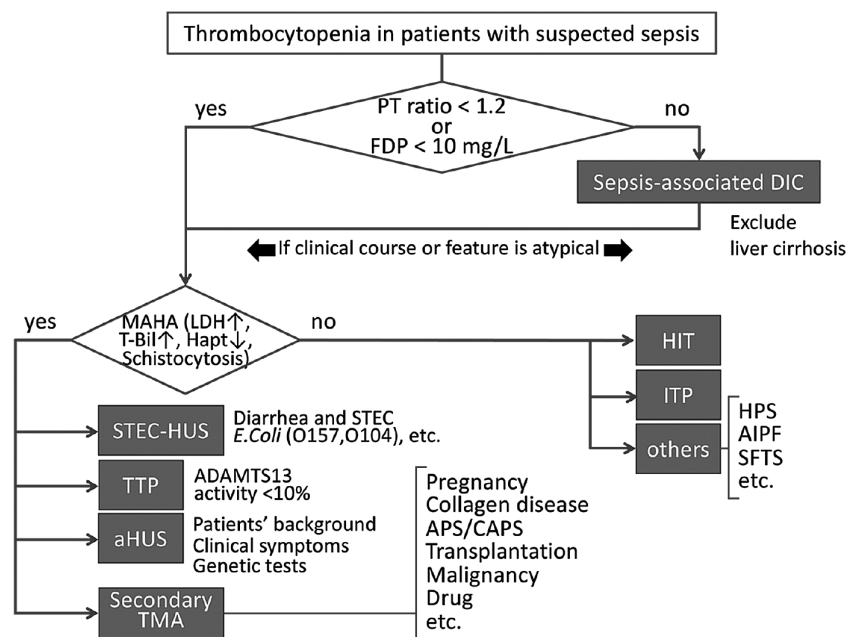 Thrombocytopenia in patients with suspected sepsis
yes
PT ratio < 1.2
or
FDP < 10 mg/L
no
Sepsis-associated DIC
Exclude
liver cirrhosis
If clinical course or feature is atypical
yes
MAHA (LDH↑,
T-Bil↑, Hapt↓,
Schistocytosis)
no
HIT
ITP
others
HPS
AIPF
SFTS
etc.
STEC-HUS
Diarrhea and STEC
E.Coli (O157,O104), etc.
TTP
ADAMTS13
activity <10%
aHUS
Patients' background
Clinical symptoms
Genetic tests
Secondary
TMA
Pregnancy
Collagen disease
APS/CAPS
Transplantation
Malignancy
Drug
etc.